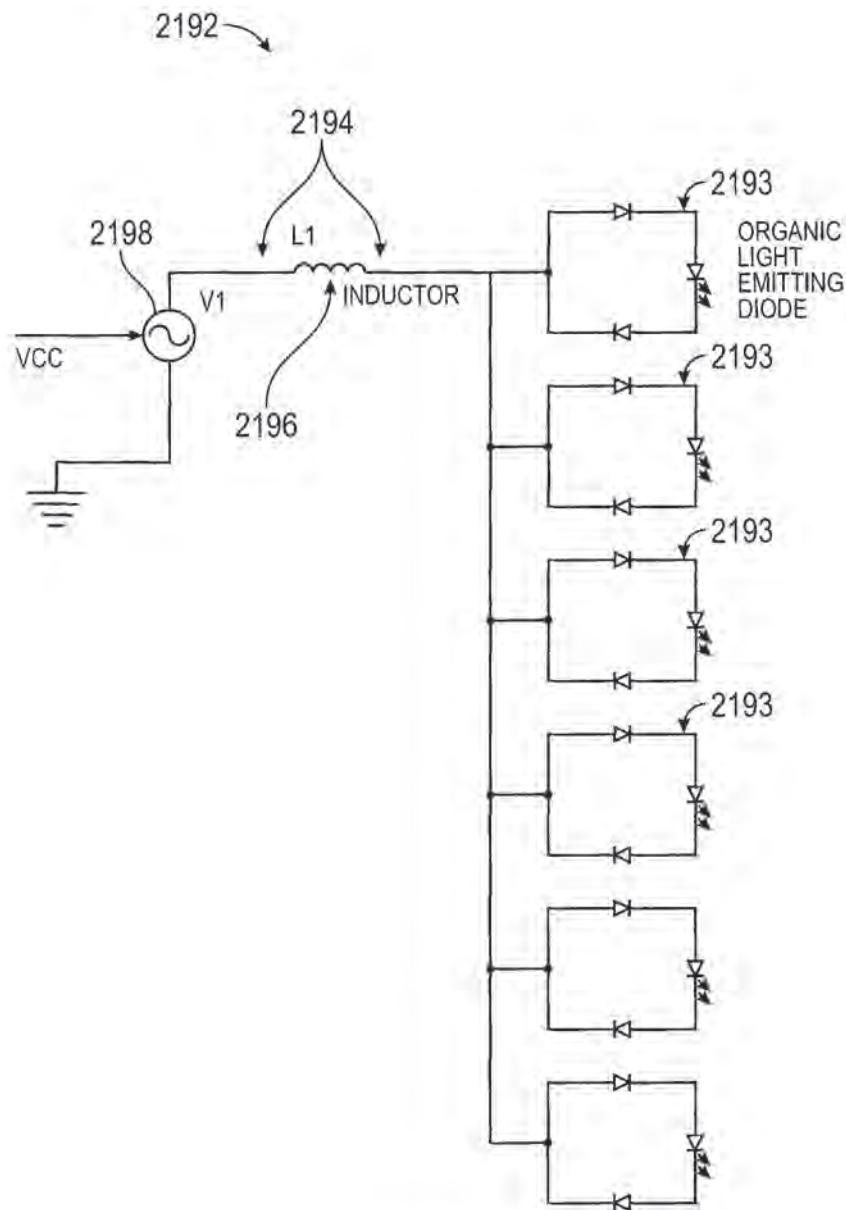 2192
2194
2193
2198
L1
ORGANIC
LIGHT
EMITTING
DIODE
V1
INDUCTOR
VCC
2193
2196
2193
2193